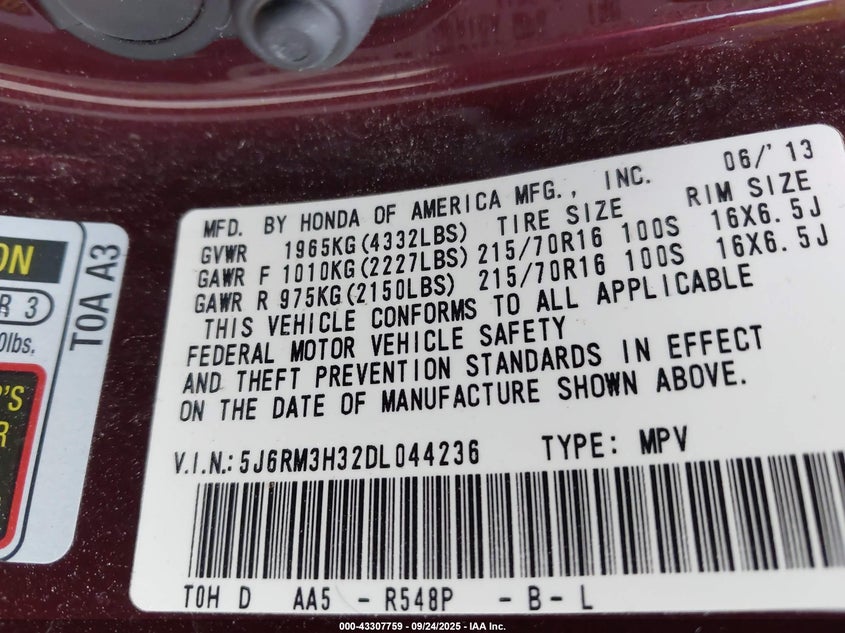 MFD. BY HONDA OF AMERICA MFG., INC. 06/'13
GVWR 1965KG(4332LBS) TIRE SIZE RIM SIZE
GAWR F 1010KG(2227LBS) 215/70R16 100S 16X6.5J
GAWR R 975KG(2150LBS) 215/70R16 100S 16X6.5J
THIS VEHICLE CONFORMS TO ALL APPLICABLE
FEDERAL MOTOR VEHICLE SAFETY
AND THEFT PREVENTION STANDARDS IN EFFECT
ON THE DATE OF MANUFACTURE SHOWN ABOVE.
V.I.N.: 5J6RM3H32DL044236 TYPE: MPV
T0H D AA5 - R548P - B - L
ON
R 3
0lbs.
T0A A3
'S
R
000-43307759 - 09/24/2025 - IAA Inc.